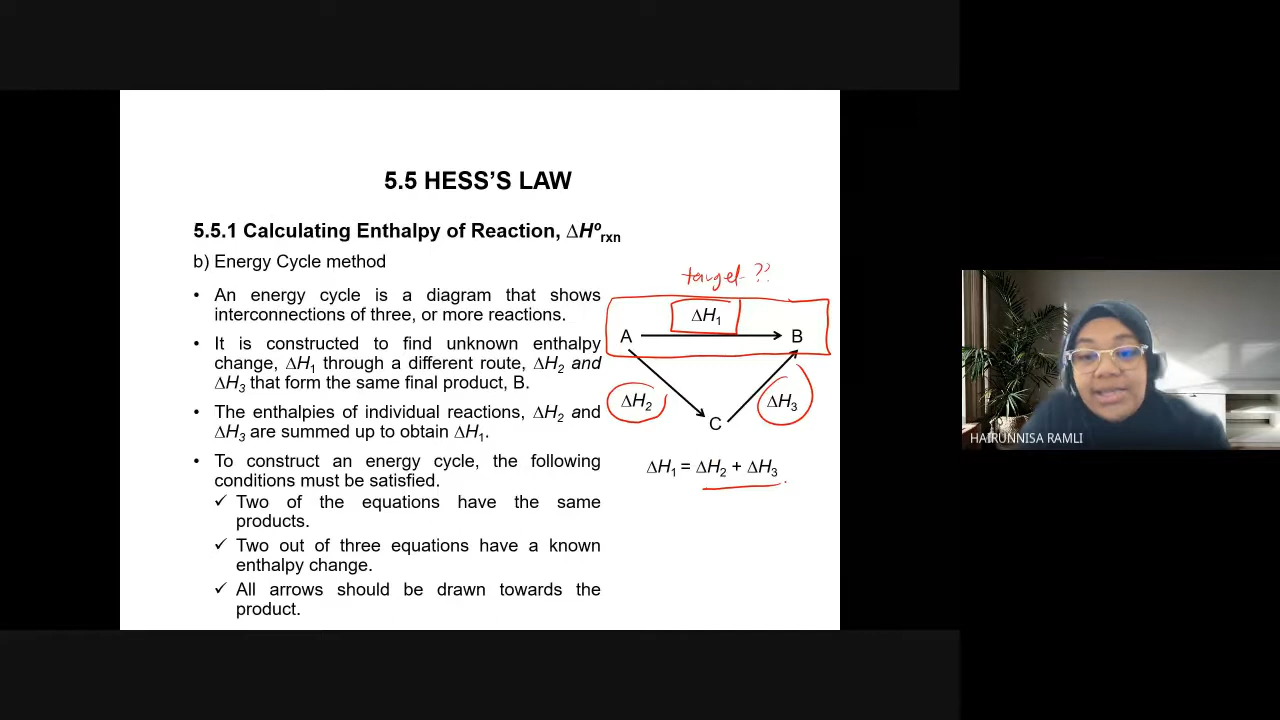 5.5 HESS’S LAW
5.5.1 Calculating Enthalpy of Reaction, ΔHº rxn
b) Energy Cycle method
• An energy cycle is a diagram that shows
interconnections of three, or more reactions.
• It is constructed to find unknown enthalpy
change, ΔH₁ through a different route, ΔH₂ and
ΔH₃ that form the same final product, B.
• The enthalpies of individual reactions, ΔH₂ and
ΔH₃ are summed up to obtain ΔH₁.
• To construct an energy cycle, the following
conditions must be satisfied.
✓ Two of the equations have the same
products.
✓ Two out of three equations have a known
enthalpy change.
✓ All arrows should be drawn towards the
product.
target ??
ΔH₁
A B
ΔH₂ ΔH₃
C
ΔH₁ = ΔH₂ + ΔH₃
HAIRUNNISA RAMLI